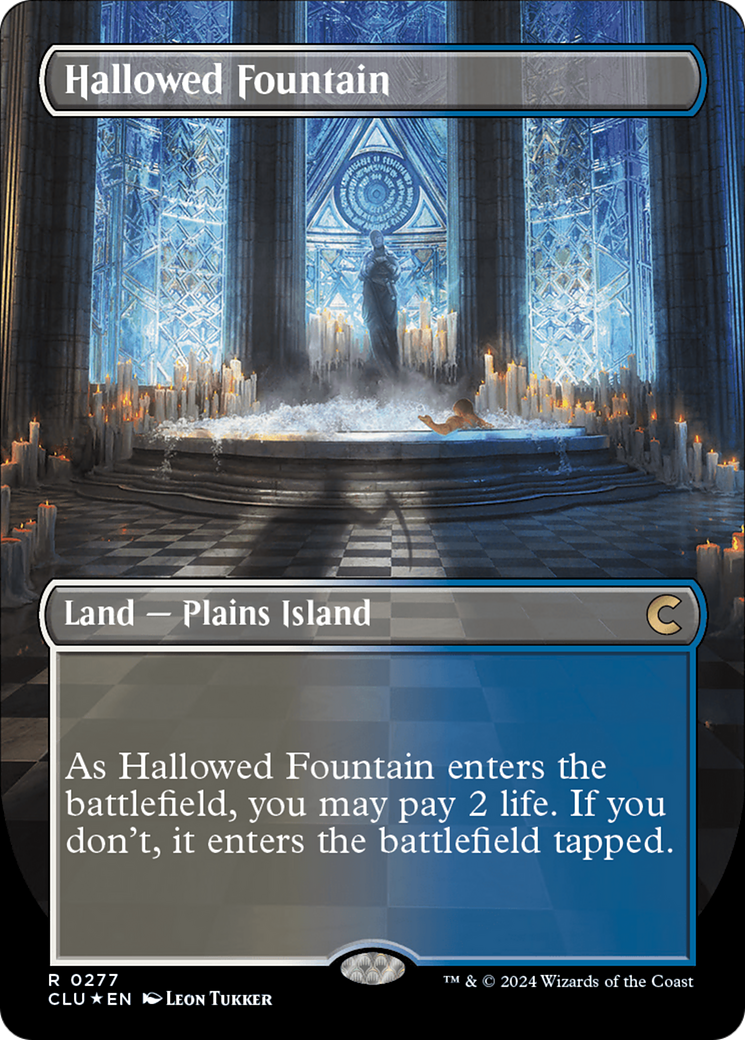 Hallowed Fountain
Land — Plains Island
As Hallowed Fountain enters the
battlefield, you may pay 2 life. If you
don't, it enters the battlefield tapped.
R 0277
CLU ★ EN Leon Tukker
™ & © 2024 Wizards of the Coast